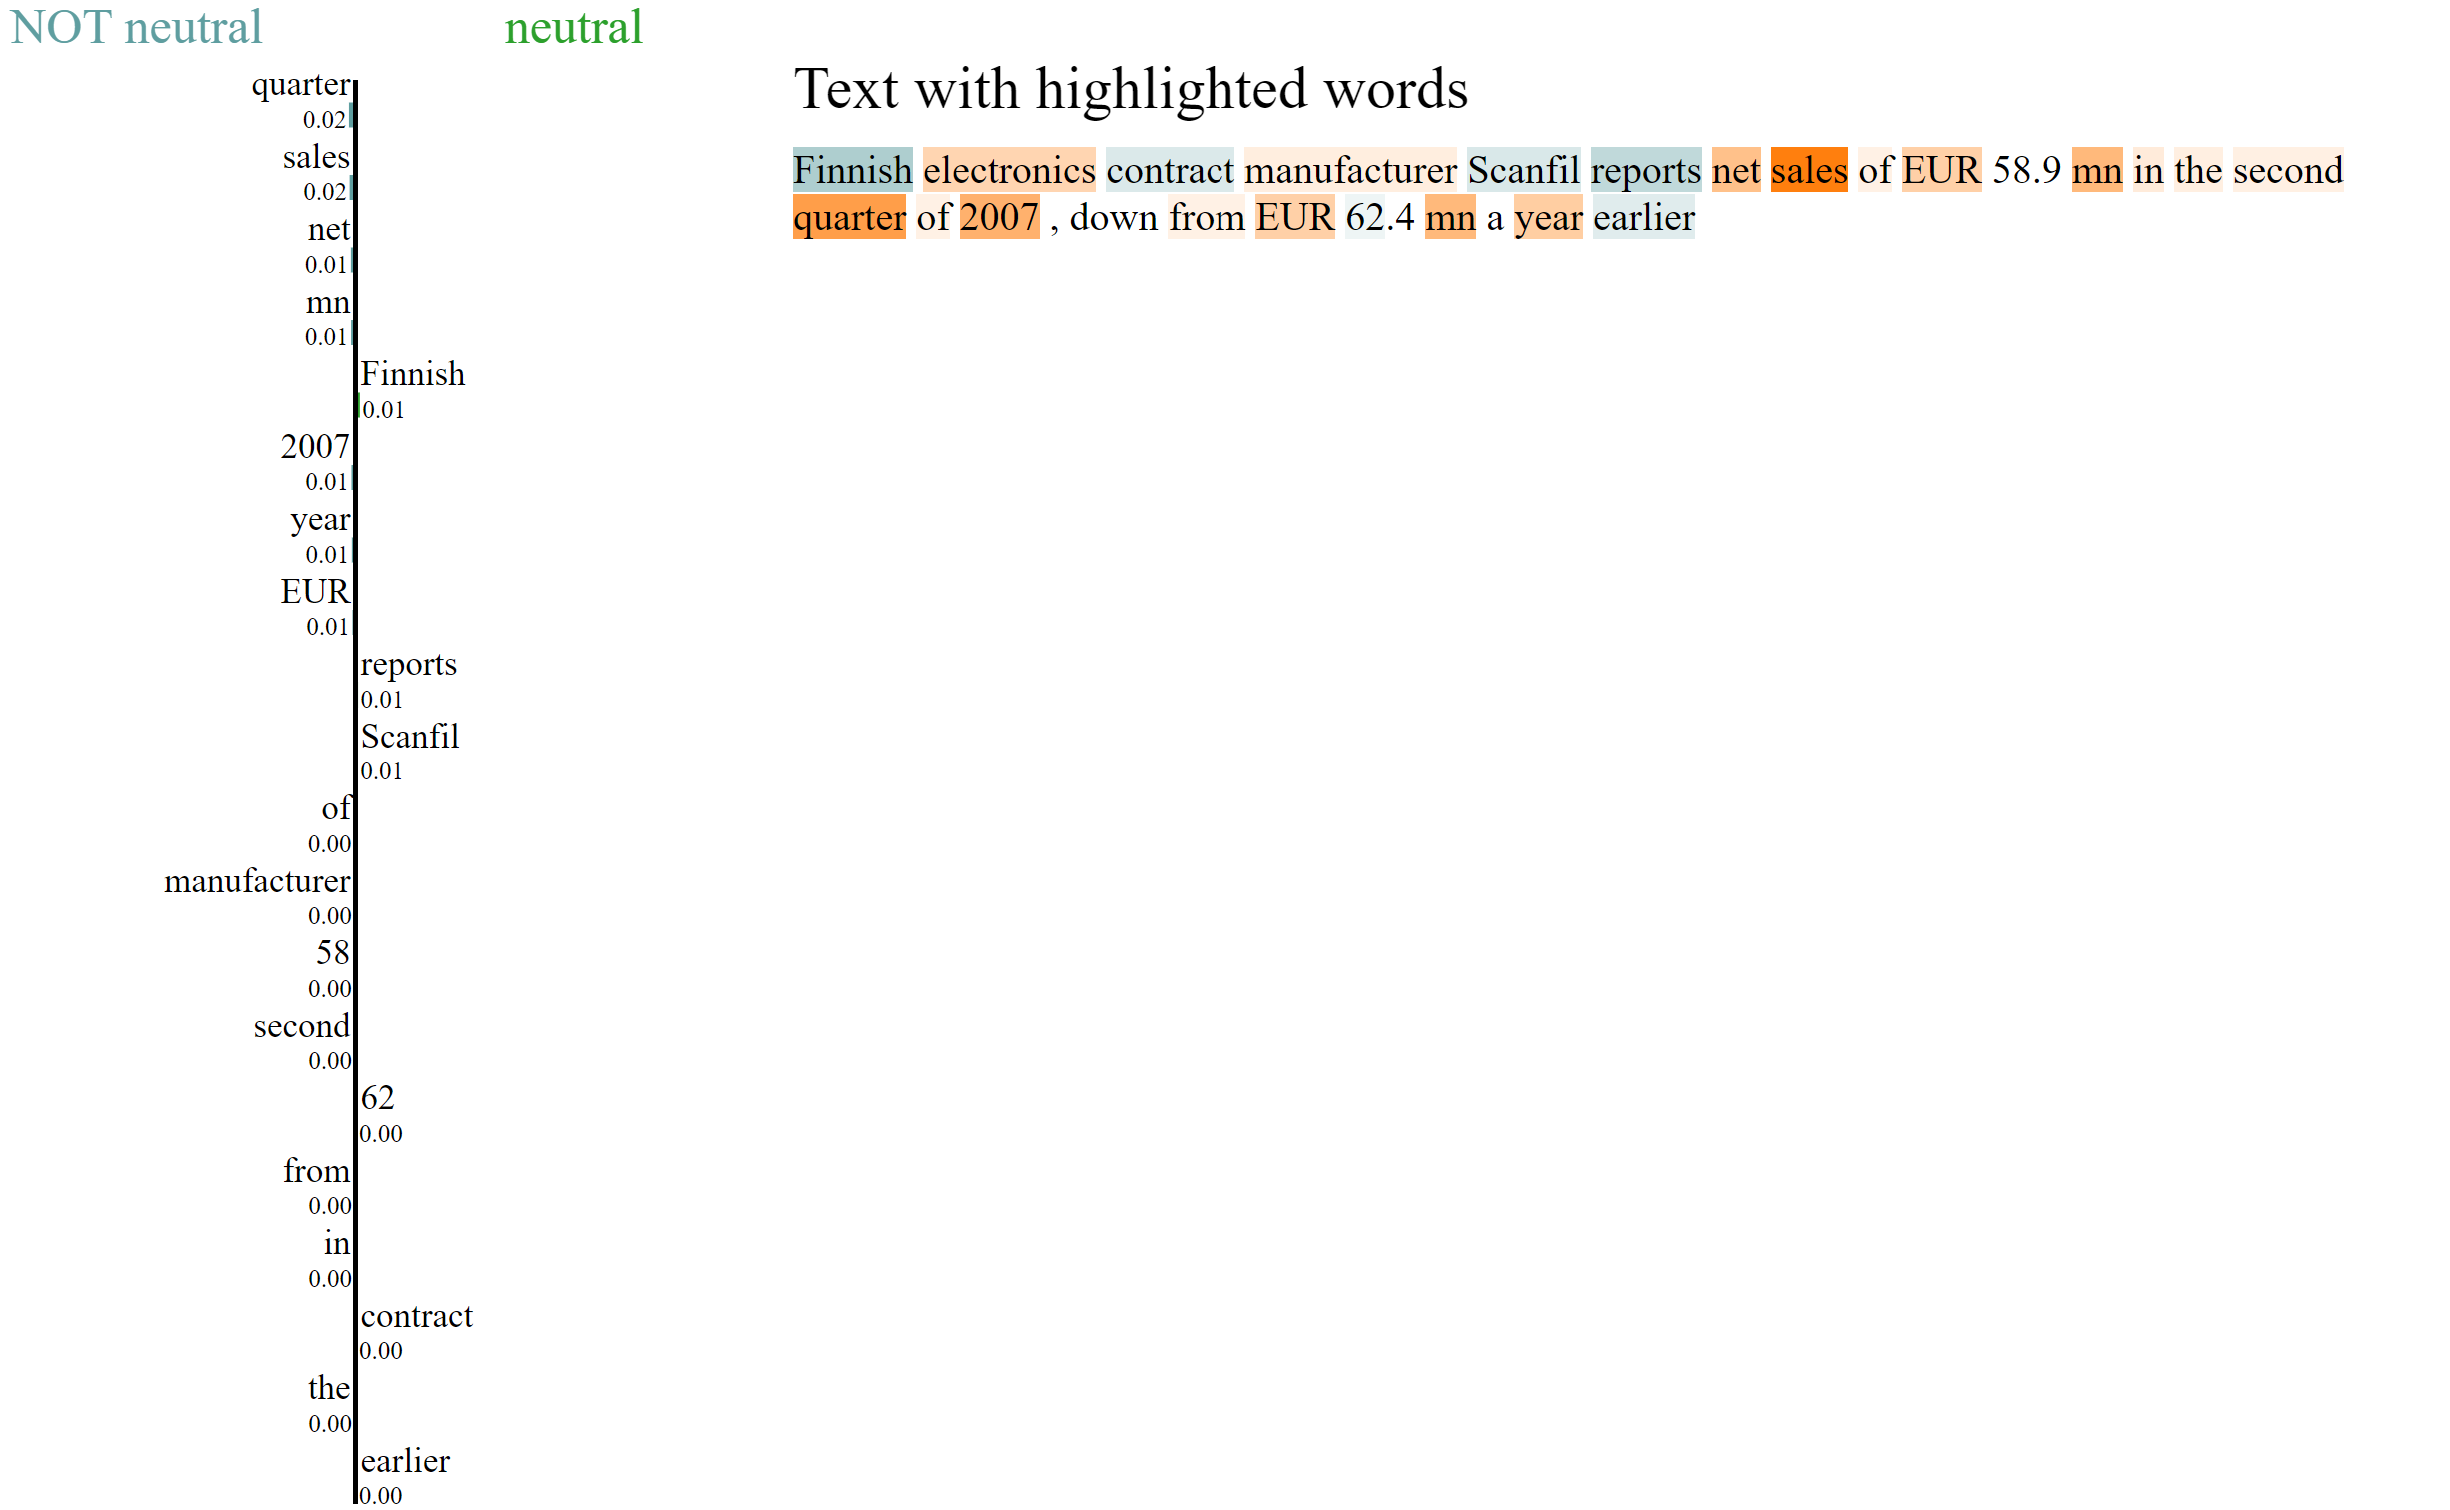 NOT neutral
neutral
quarter
0.02
sales
0.02
net
0.01
mn
0.01
Finnish
0.01
2007
0.01
year
0.01
EUR
0.01
reports
0.01
Scanfil
0.01
of
0.00
manufacturer
0.00
58
0.00
second
0.00
62
0.00
from
0.00
in
0.00
contract
0.00
the
0.00
earlier
0.00
Text with highlighted words
Finnish electronics contract manufacturer Scanfil reports net sales of EUR 58.9 mn in the second
quarter of 2007 , down from EUR 62.4 mn a year earlier